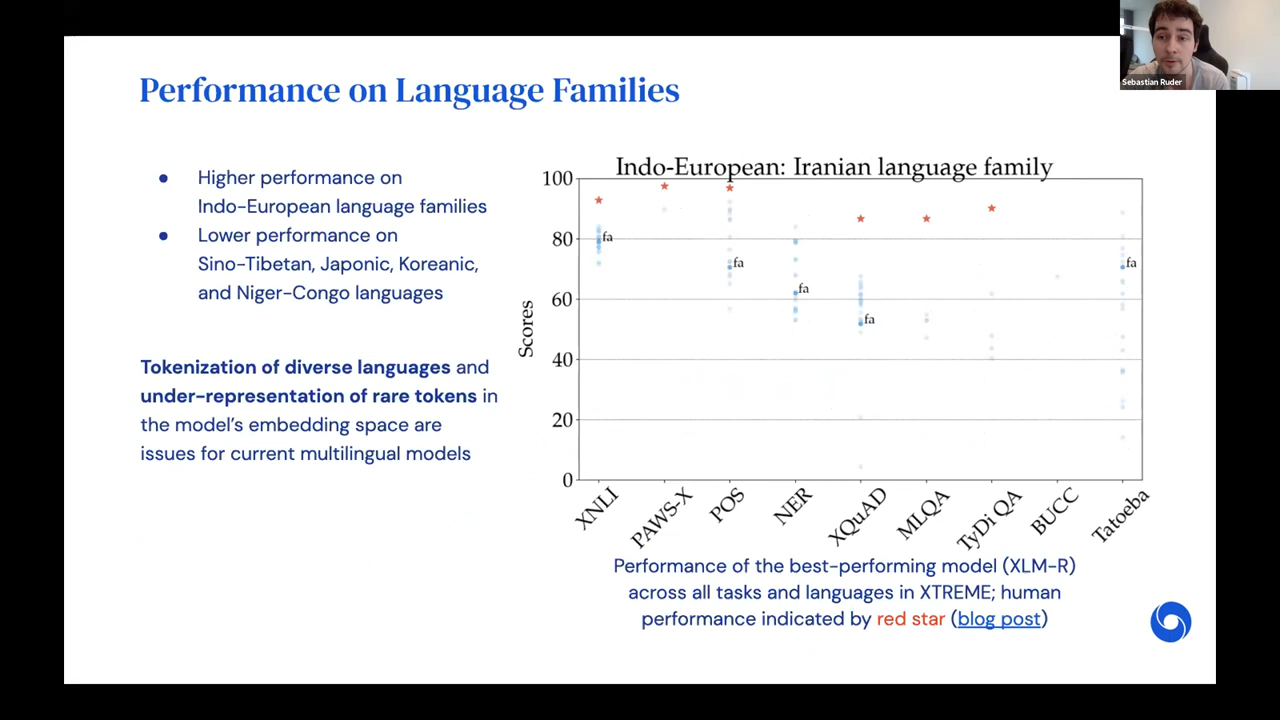 Sebastian Ruder
Performance on Language Families
● Higher performance on
Indo-European language families
● Lower performance on
Sino-Tibetan, Japonic, Koreanic,
and Niger-Congo languages
Tokenization of diverse languages and
under-representation of rare tokens in
the model's embedding space are
issues for current multilingual models
Indo-European: Iranian language family
Scores
100
80
60
40
20
0
fa
fa
fa
fa
fa
XNLI
PAWS-X
POS
NER
XQuAD
MLQA
TyDi QA
BUCC
Tatoeba
Performance of the best-performing model (XLM-R)
across all tasks and languages in XTREME; human
performance indicated by red star (blog post)